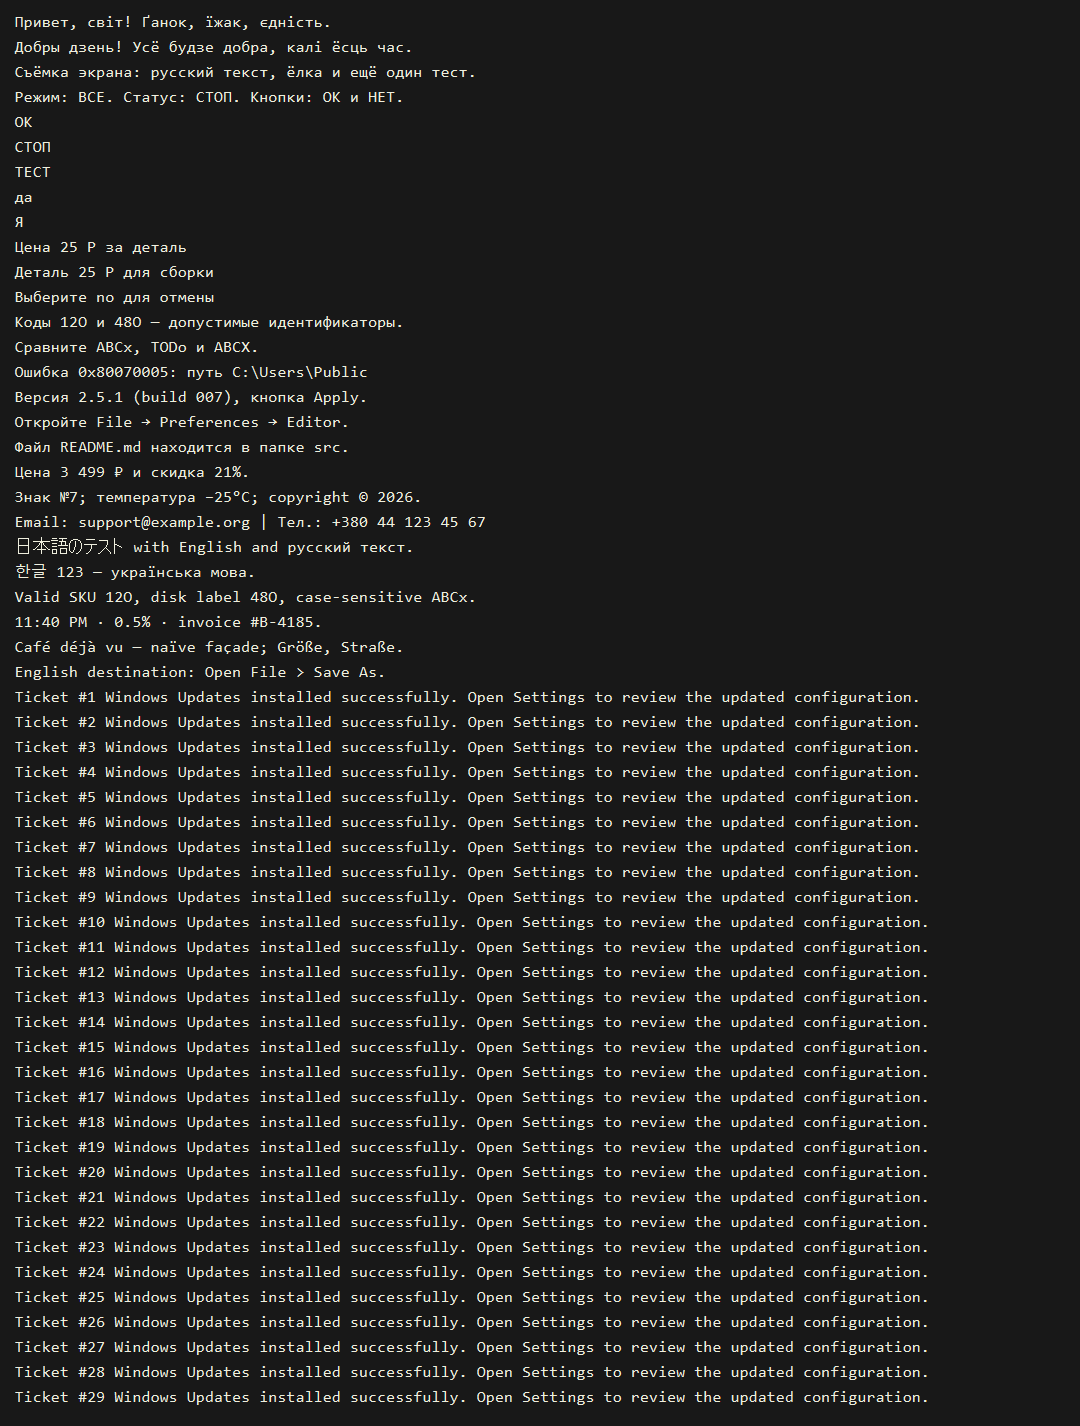 Привет, світ! Ґанок, їжак, єдність.
Добры дзень! Усё будзе добра, калі ёсць час.
Съёмка экрана: русский текст, ёлка и ещё один тест.
Режим: ВСЕ. Статус: СТОП. Кнопки: ОК и НЕТ.
ОК
СТОП
ТЕСТ
да
Я
Цена 25 Р за деталь
Деталь 25 Р для сборки
Выберите no для отмены
Коды 12O и 48O — допустимые идентификаторы.
Сравните ABCx, TODo и ABCX.
Ошибка 0x80070005: путь C:\Users\Public
Версия 2.5.1 (build 007), кнопка Apply.
Откройте File → Preferences → Editor.
Файл README.md находится в папке src.
Цена 3 499 ₽ и скидка 21%.
Знак №7; температура −25°C; copyright © 2026.
Email: support@example.org | Тел.: +380 44 123 45 67
日本語のテスト with English and русский текст.
한글 123 — українська мова.
Valid SKU 12O, disk label 48O, case-sensitive ABCx.
11:40 PM · 0.5% · invoice #B-4185.
Café déjà vu — naïve façade; Größe, Straße.
English destination: Open File > Save As.
Ticket #1 Windows Updates installed successfully. Open Settings to review the updated configuration.
Ticket #2 Windows Updates installed successfully. Open Settings to review the updated configuration.
Ticket #3 Windows Updates installed successfully. Open Settings to review the updated configuration.
Ticket #4 Windows Updates installed successfully. Open Settings to review the updated configuration.
Ticket #5 Windows Updates installed successfully. Open Settings to review the updated configuration.
Ticket #6 Windows Updates installed successfully. Open Settings to review the updated configuration.
Ticket #7 Windows Updates installed successfully. Open Settings to review the updated configuration.
Ticket #8 Windows Updates installed successfully. Open Settings to review the updated configuration.
Ticket #9 Windows Updates installed successfully. Open Settings to review the updated configuration.
Ticket #10 Windows Updates installed successfully. Open Settings to review the updated configuration.
Ticket #11 Windows Updates installed successfully. Open Settings to review the updated configuration.
Ticket #12 Windows Updates installed successfully. Open Settings to review the updated configuration.
Ticket #13 Windows Updates installed successfully. Open Settings to review the updated configuration.
Ticket #14 Windows Updates installed successfully. Open Settings to review the updated configuration.
Ticket #15 Windows Updates installed successfully. Open Settings to review the updated configuration.
Ticket #16 Windows Updates installed successfully. Open Settings to review the updated configuration.
Ticket #17 Windows Updates installed successfully. Open Settings to review the updated configuration.
Ticket #18 Windows Updates installed successfully. Open Settings to review the updated configuration.
Ticket #19 Windows Updates installed successfully. Open Settings to review the updated configuration.
Ticket #20 Windows Updates installed successfully. Open Settings to review the updated configuration.
Ticket #21 Windows Updates installed successfully. Open Settings to review the updated configuration.
Ticket #22 Windows Updates installed successfully. Open Settings to review the updated configuration.
Ticket #23 Windows Updates installed successfully. Open Settings to review the updated configuration.
Ticket #24 Windows Updates installed successfully. Open Settings to review the updated configuration.
Ticket #25 Windows Updates installed successfully. Open Settings to review the updated configuration.
Ticket #26 Windows Updates installed successfully. Open Settings to review the updated configuration.
Ticket #27 Windows Updates installed successfully. Open Settings to review the updated configuration.
Ticket #28 Windows Updates installed successfully. Open Settings to review the updated configuration.
Ticket #29 Windows Updates installed successfully. Open Settings to review the updated configuration.